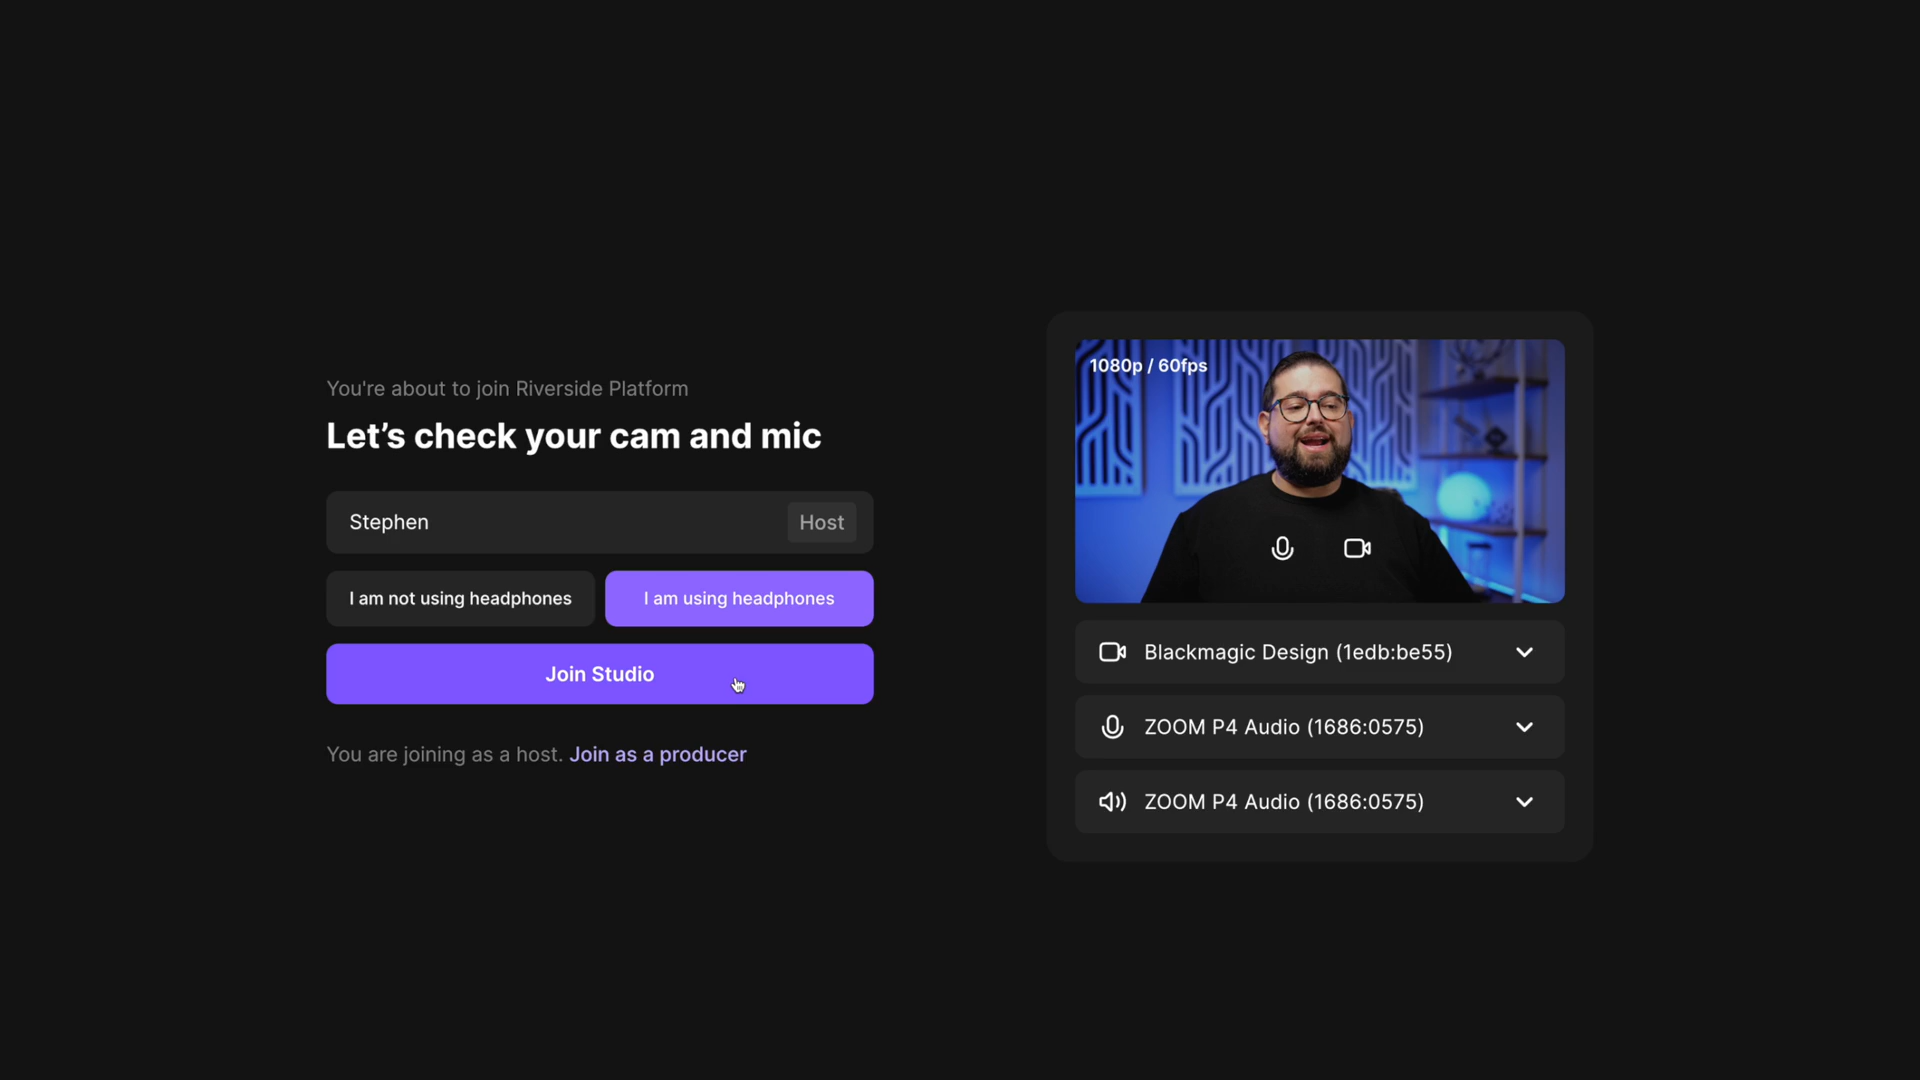 You're about to join Riverside Platform
Let’s check your cam and mic
Stephen
Host
I am not using headphones
I am using headphones
Join Studio
You are joining as a host. Join as a producer
1080p / 60fps
Blackmagic Design (1edb:be55)
ZOOM P4 Audio (1686:0575)
ZOOM P4 Audio (1686:0575)